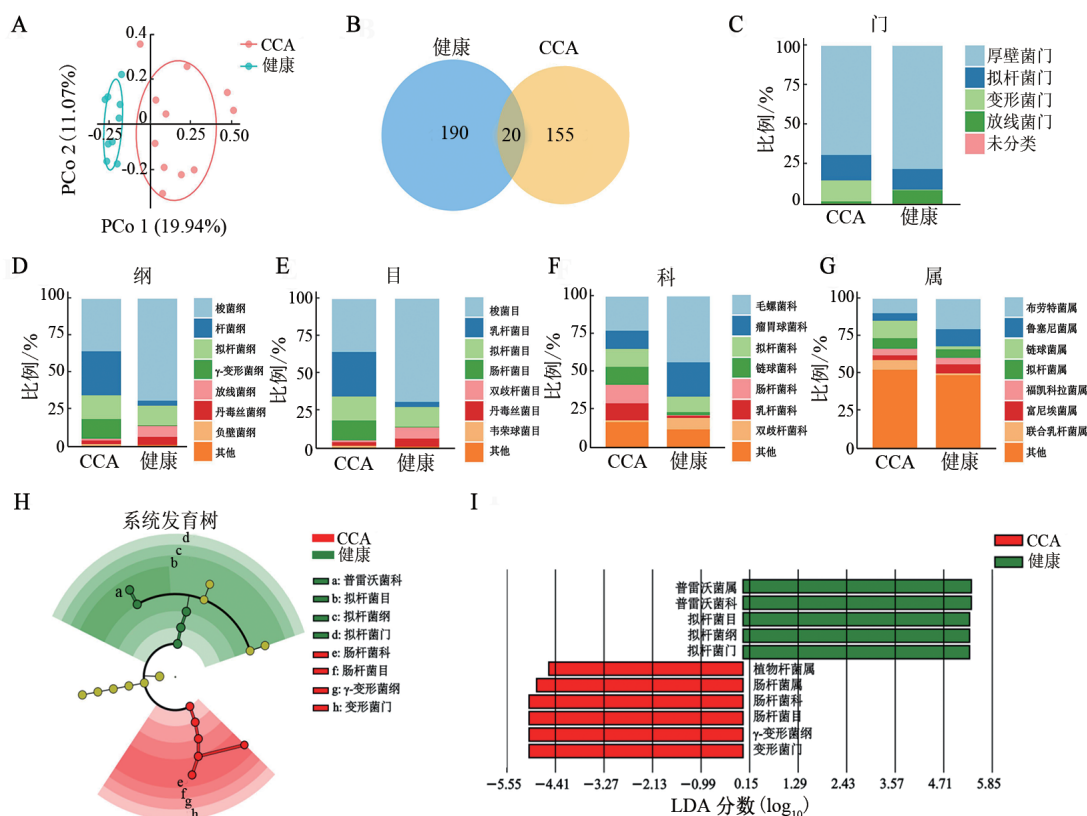 A
0.4
0.2
0
-0.2
-0.25
0.25
0.50
PCo 2 (11.07%)
PCo 1 (19.94%)
CCA
健康
B
健康
CCA
190
20
155
C
门
100
75
50
25
0
比例/%
CCA
健康
厚壁菌门
拟杆菌门
变形菌门
放线菌门
未分类
D
纲
100
75
50
25
0
比例/%
CCA
健康
梭菌纲
杆菌纲
拟杆菌纲
γ-变形菌纲
放线菌纲
丹毒丝菌纲
负壁菌纲
其他
E
目
100
75
50
25
0
比例/%
CCA
健康
梭菌目
乳杆菌目
拟杆菌目
肠杆菌目
双歧杆菌目
丹毒丝菌目
韦荣球菌目
其他
F
科
100
75
50
25
0
比例/%
CCA
健康
毛螺菌科
瘤胃球菌科
拟杆菌科
链球菌科
肠杆菌科
乳杆菌科
双歧杆菌科
其他
G
属
100
75
50
25
0
比例/%
CCA
健康
布劳特菌属
鲁塞尼菌属
链球菌属
拟杆菌属
福凯科拉菌属
富尼埃菌属
联合乳杆菌属
其他
H
系统发育树
d
c
b
a
e
f
g
h
CCA
健康
a: 普雷沃菌科
b: 拟杆菌目
c: 拟杆菌纲
d: 拟杆菌门
e: 肠杆菌科
f: 肠杆菌目
g: γ-变形菌纲
h: 变形菌门
I
CCA
健康
普雷沃菌属
普雷沃菌科
拟杆菌目
拟杆菌纲
拟杆菌门
植物杆菌属
肠杆菌属
肠杆菌科
肠杆菌目
γ-变形菌纲
变形菌门
−5.55 −4.41 −3.27 −2.13 −0.99 0.15 1.29 2.43 3.57 4.71 5.85
LDA 分数 (log₁₀)